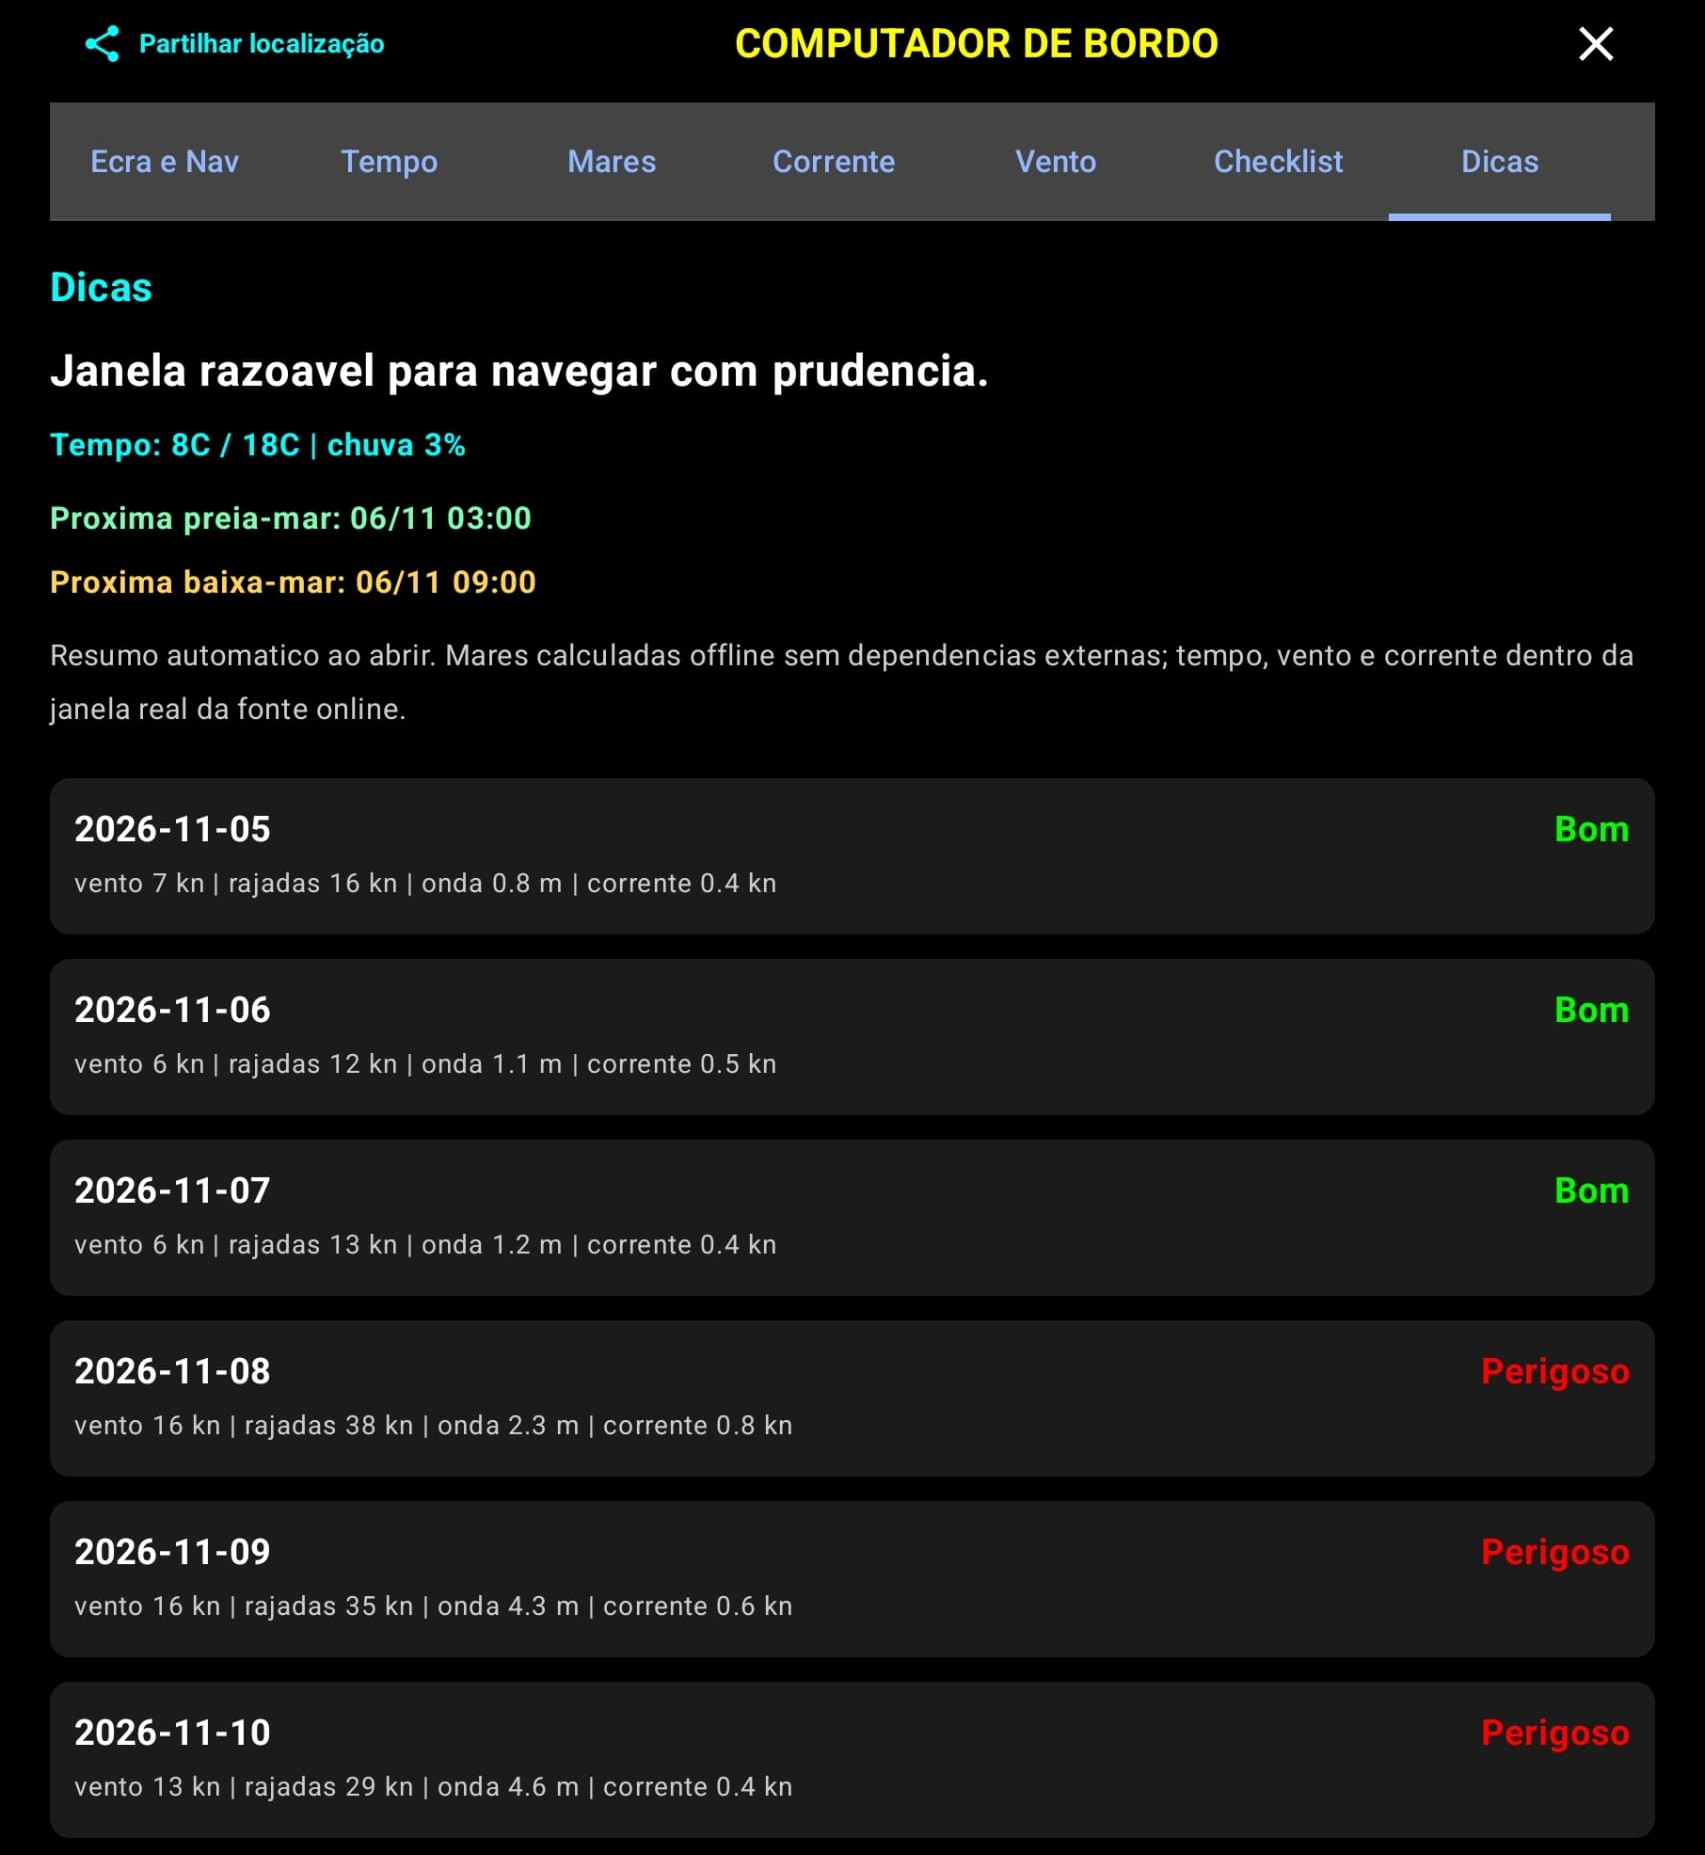 Partilhar localização
COMPUTADOR DE BORDO
Ecra e Nav
Tempo
Mares
Corrente
Vento
Checklist
Dicas
Dicas
Janela razoavel para navegar com prudencia.
Tempo: 8C / 18C | chuva 3%
Proxima preia-mar: 06/11 03:00
Proxima baixa-mar: 06/11 09:00
Resumo automatico ao abrir. Mares calculadas offline sem dependencias externas; tempo, vento e corrente dentro da
janela real da fonte online.
2026-11-05
Bom
vento 7 kn | rajadas 16 kn | onda 0.8 m | corrente 0.4 kn
2026-11-06
Bom
vento 6 kn | rajadas 12 kn | onda 1.1 m | corrente 0.5 kn
2026-11-07
Bom
vento 6 kn | rajadas 13 kn | onda 1.2 m | corrente 0.4 kn
2026-11-08
Perigoso
vento 16 kn | rajadas 38 kn | onda 2.3 m | corrente 0.8 kn
2026-11-09
Perigoso
vento 16 kn | rajadas 35 kn | onda 4.3 m | corrente 0.6 kn
2026-11-10
Perigoso
vento 13 kn | rajadas 29 kn | onda 4.6 m | corrente 0.4 kn